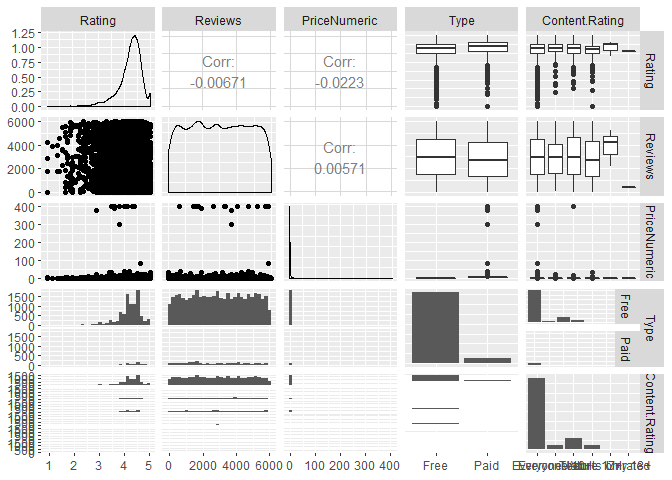 Rating Reviews PriceNumeric Type Content.Rating
1.25
1.00
0.75
0.50
0.25
0.00
Corr:
-0.00671
Corr:
-0.0223
Rating
6000
4000
2000
0
Corr:
0.00571
Reviews
400
300
200
100
0
PriceNumeric
1500
1000
500
0
Free
1500
1000
500
0
Paid
Type
Content.Rating
1 2 3 4 5 0 2000 4000 6000 0 100 200 300 400 Free Paid